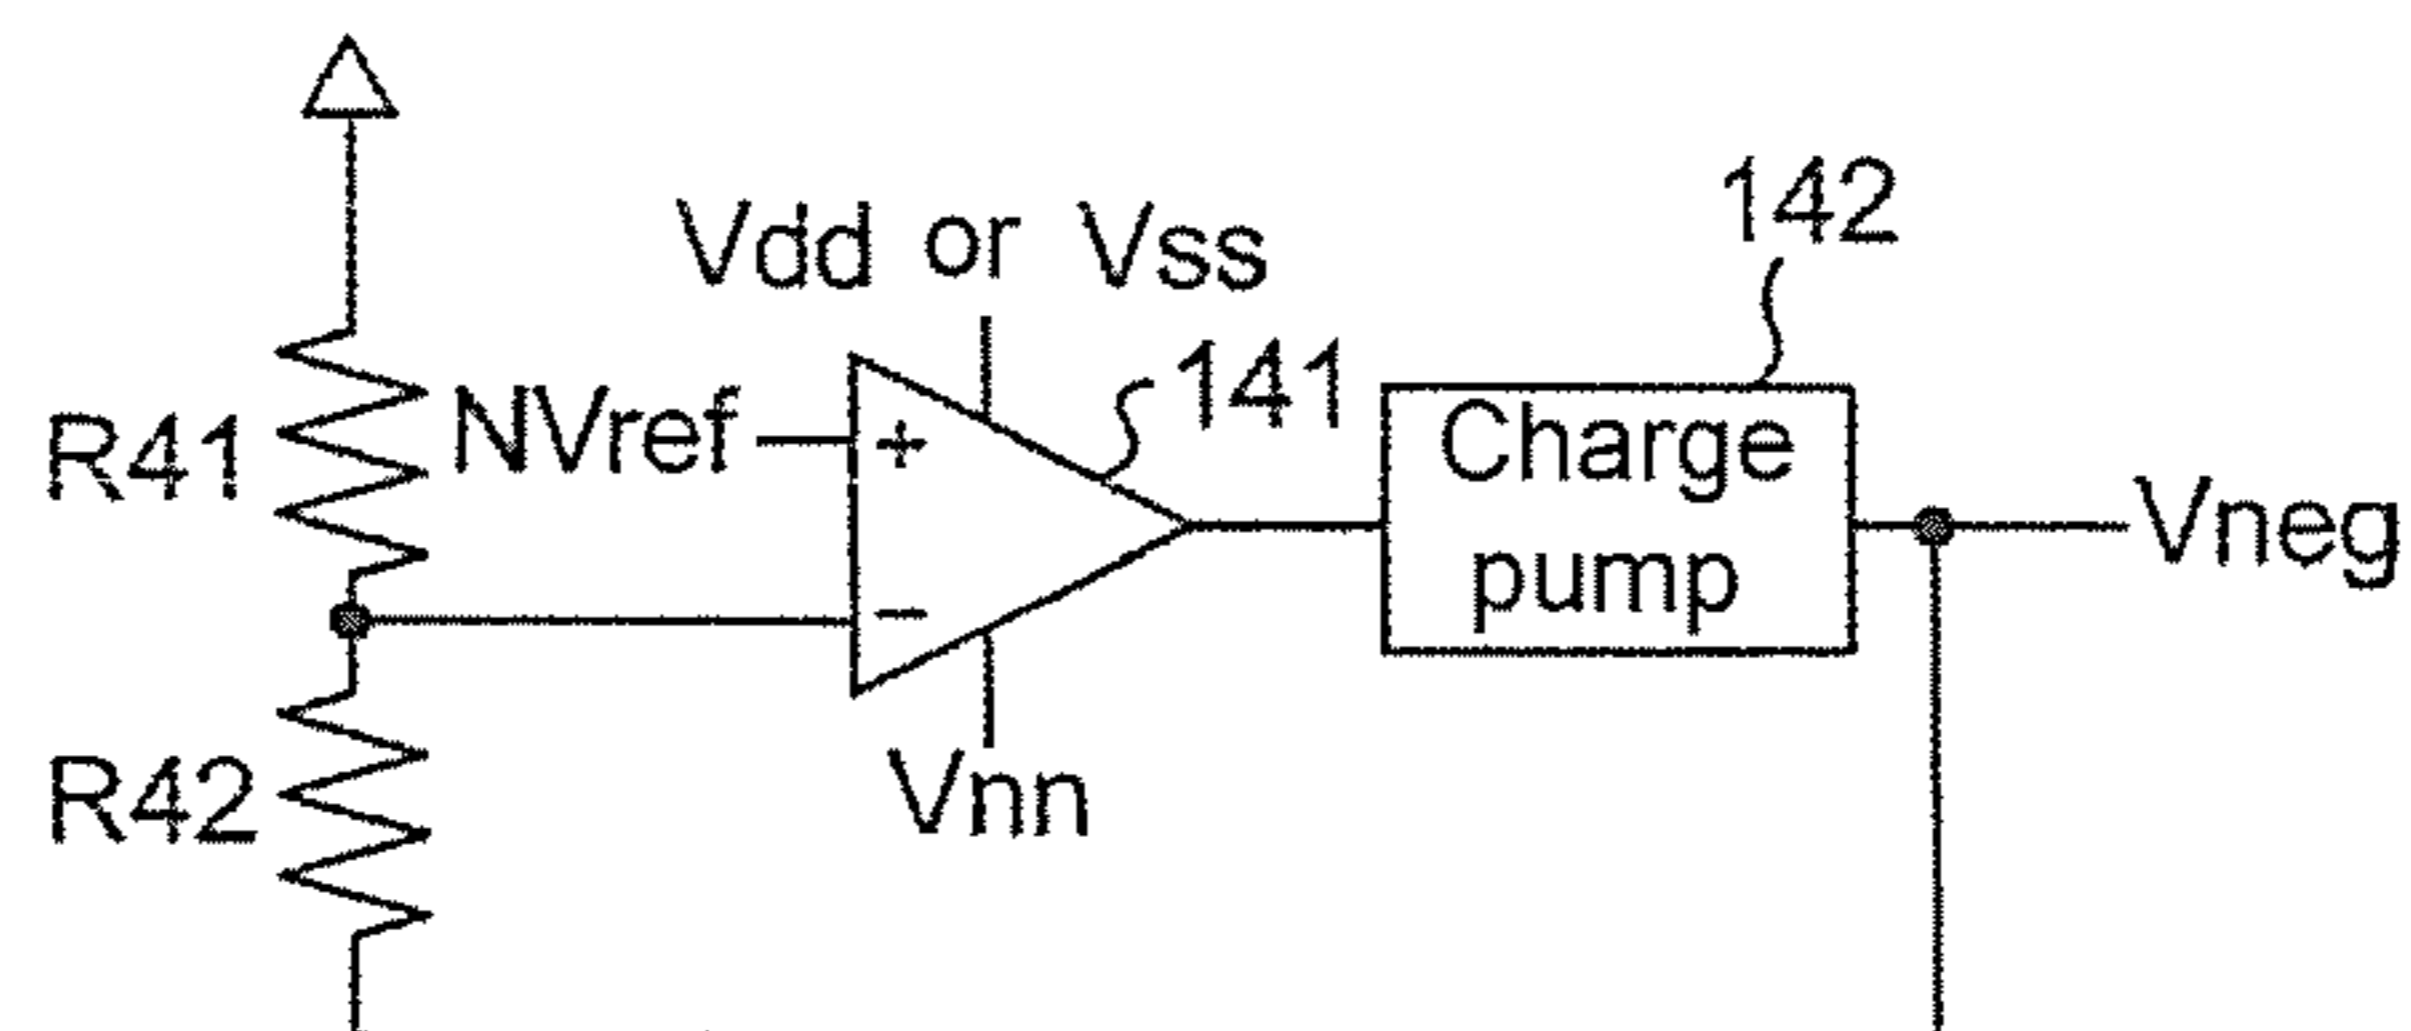 142
Vdd or Vss
141
R41
NVref
+
Charge
pump
Vneg
−
R42
Vnn